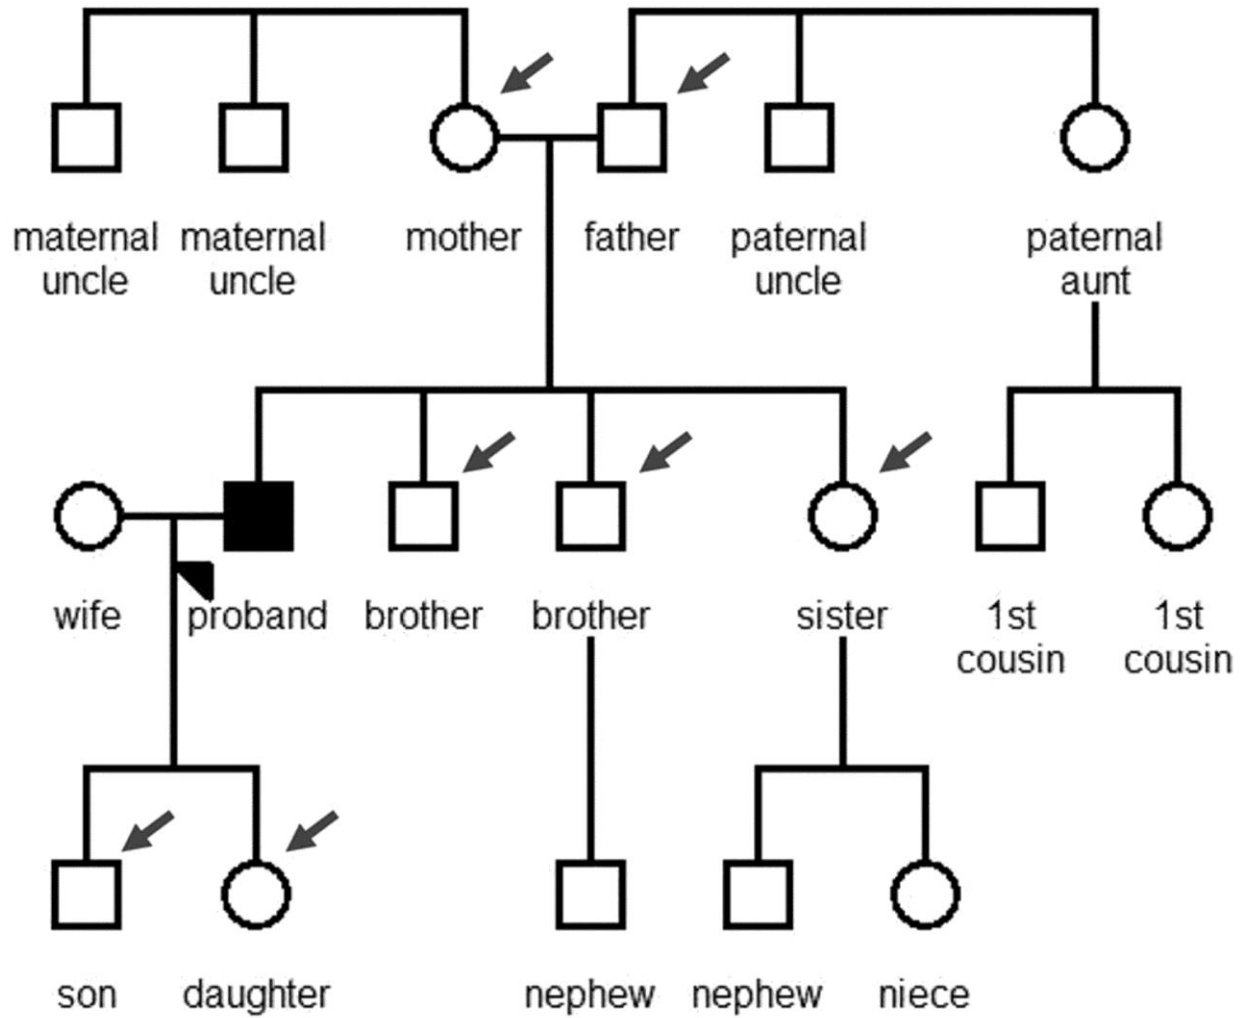 maternal uncle
maternal uncle
mother
father
paternal uncle
paternal aunt
wife
proband
brother
brother
sister
1st cousin
1st cousin
son
daughter
nephew
nephew
niece